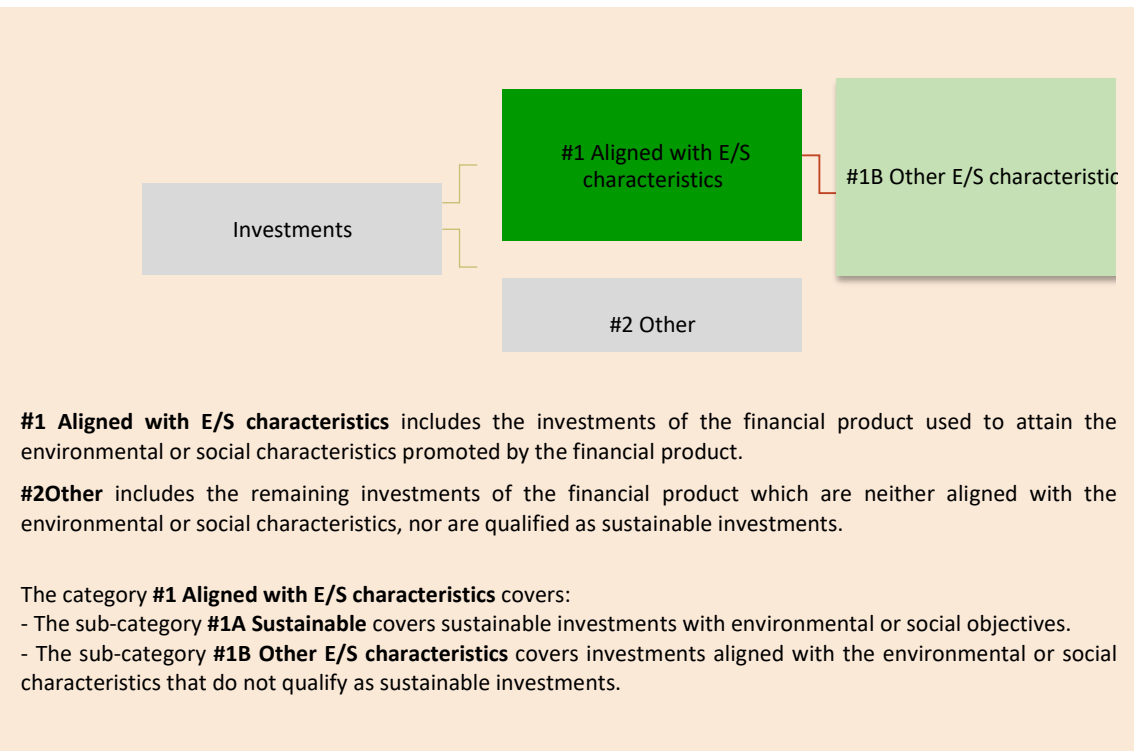 #1 Aligned with E/S
characteristics
#1B Other E/S characteristic
Investments
#2 Other
#1 Aligned with E/S characteristics includes the investments of the financial product used to attain the
environmental or social characteristics promoted by the financial product.
#2Other includes the remaining investments of the financial product which are neither aligned with the
environmental or social characteristics, nor are qualified as sustainable investments.
The category #1 Aligned with E/S characteristics covers:
- The sub-category #1A Sustainable covers sustainable investments with environmental or social objectives.
- The sub-category #1B Other E/S characteristics covers investments aligned with the environmental or social
characteristics that do not qualify as sustainable investments.